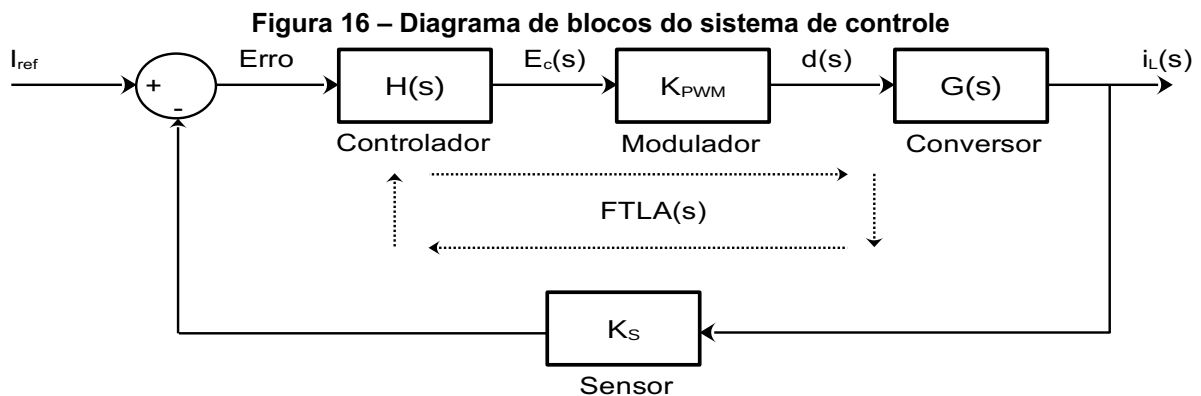 Figura 16 – Diagrama de blocos do sistema de controle
Iref
Erro
Ec(s)
d(s)
iL(s)
+
-
H(s)
KPWM
G(s)
Controlador
Modulador
Conversor
FTLA(s)
KS
Sensor